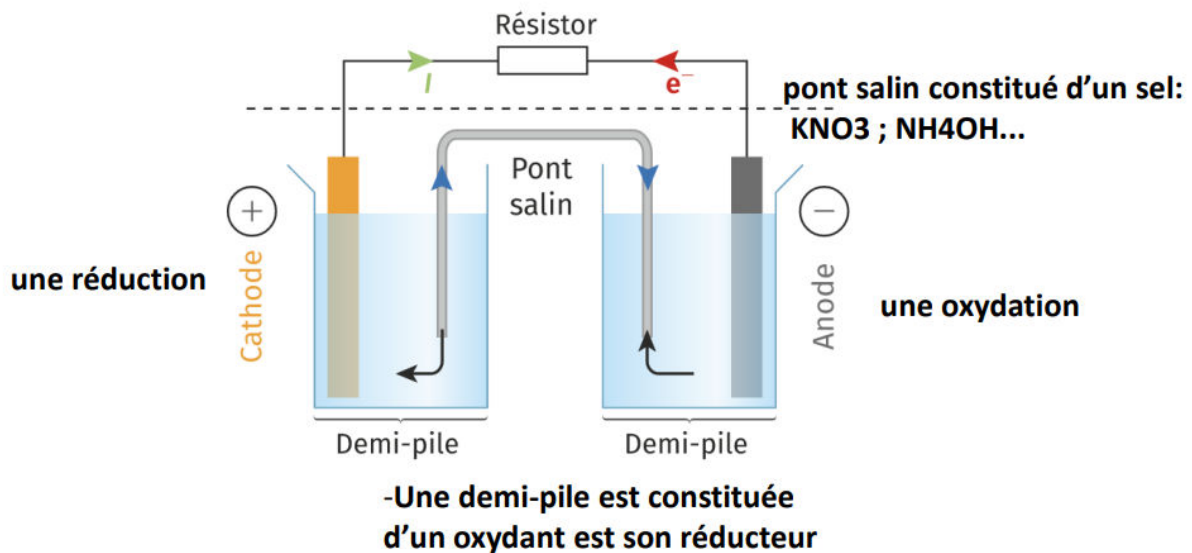 Résistor
I
e⁻
pont salin constitué d’un sel:
KNO3 ; NH4OH...
Pont
salin
+
−
une réduction
Cathode
Anode
une oxydation
Demi-pile
Demi-pile
-Une demi-pile est constituée
d’un oxydant est son réducteur